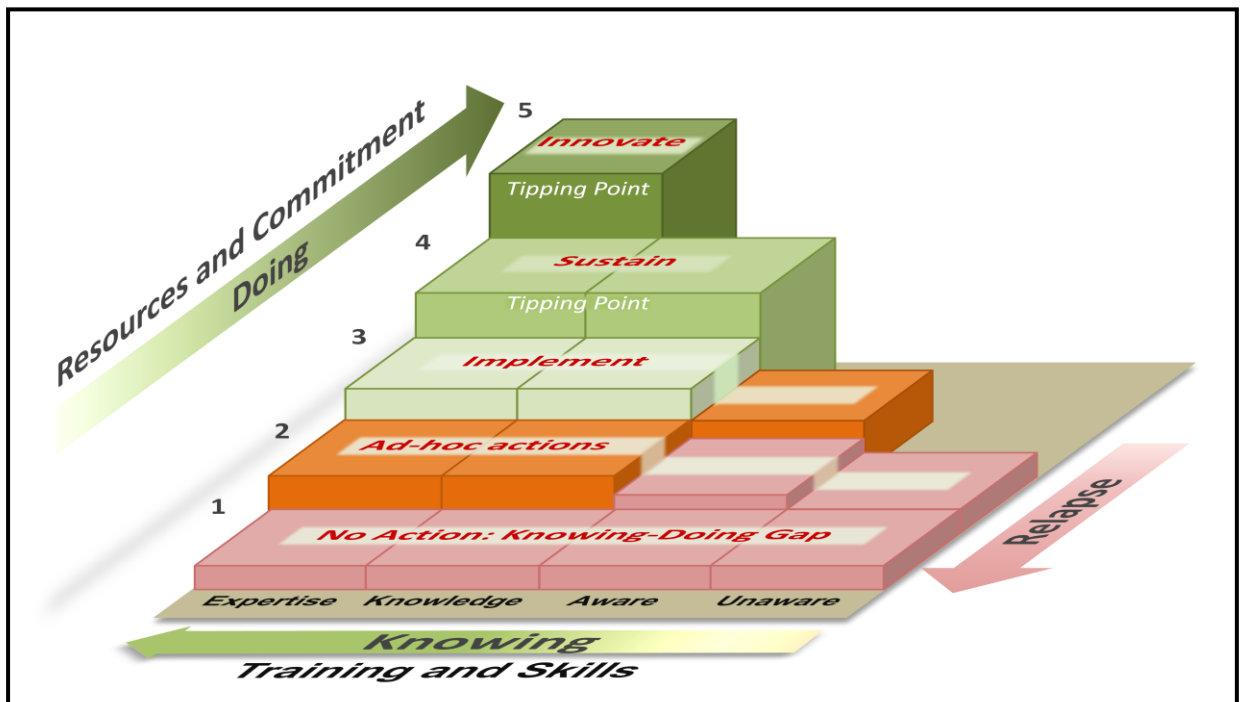 Resources and Commitment
Doing
5
Innovate
Tipping Point
4
Sustain
Tipping Point
3
Implement
2
Ad-hoc actions
1
No Action: Knowing-Doing Gap
Relapse
Expertise Knowledge Aware Unaware
Knowing
Training and Skills